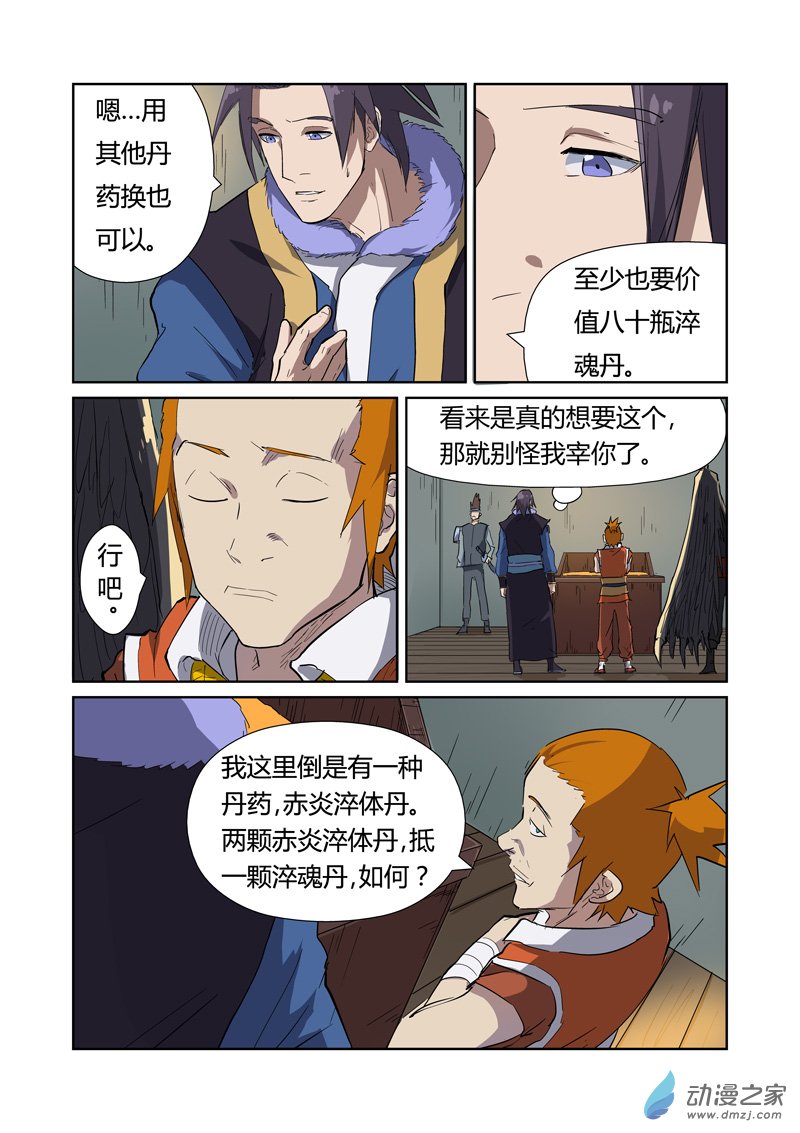 嗯…用
其他丹
药换也
可以。
至少也要价
值八十瓶淬
魂丹。
行
吧。
看来是真的想要这个，
那就别怪我宰你了。
我这里倒是有一种
丹药，赤炎淬体丹。
两颗赤炎淬体丹，抵
一颗淬魂丹，如何？
动漫之家
www.dmzj.com